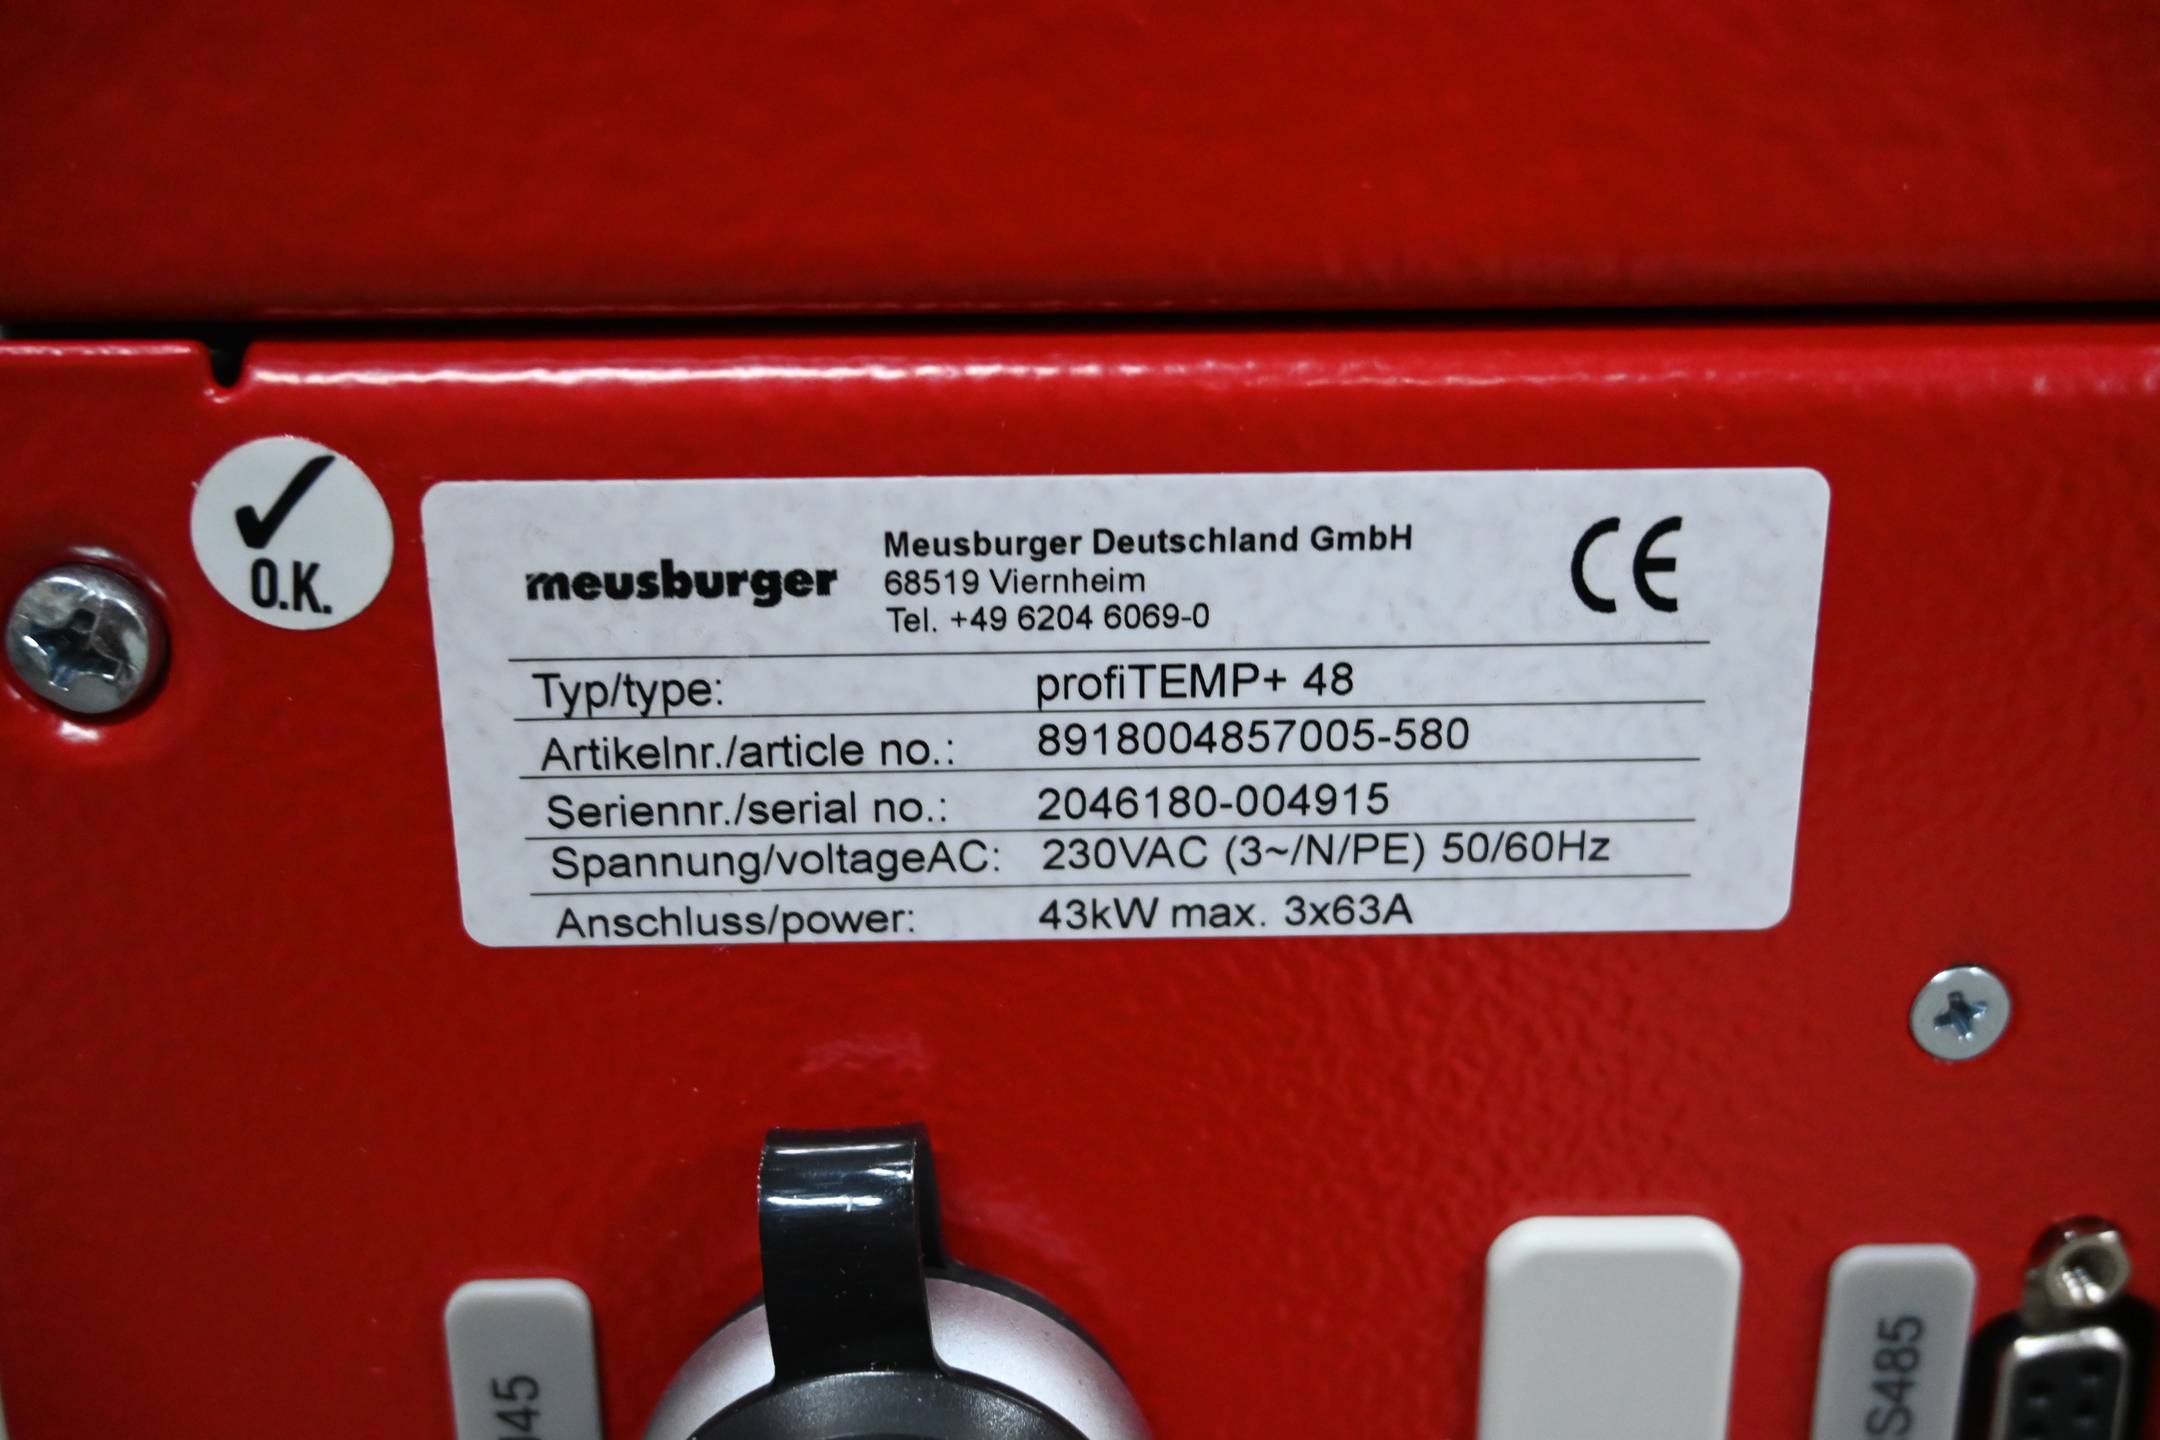 O.K.
meusburger
Meusburger Deutschland GmbH
68519 Viernheim
Tel. +49 6204 6069-0
CE
Typ/type: profiTEMP+ 48
Artikelnr./article no.: 8918004857005-580
Seriennr./serial no.: 2046180-004915
Spannung/voltageAC: 230VAC (3~/N/PE) 50/60Hz
Anschluss/power: 43kW max. 3x63A
S485